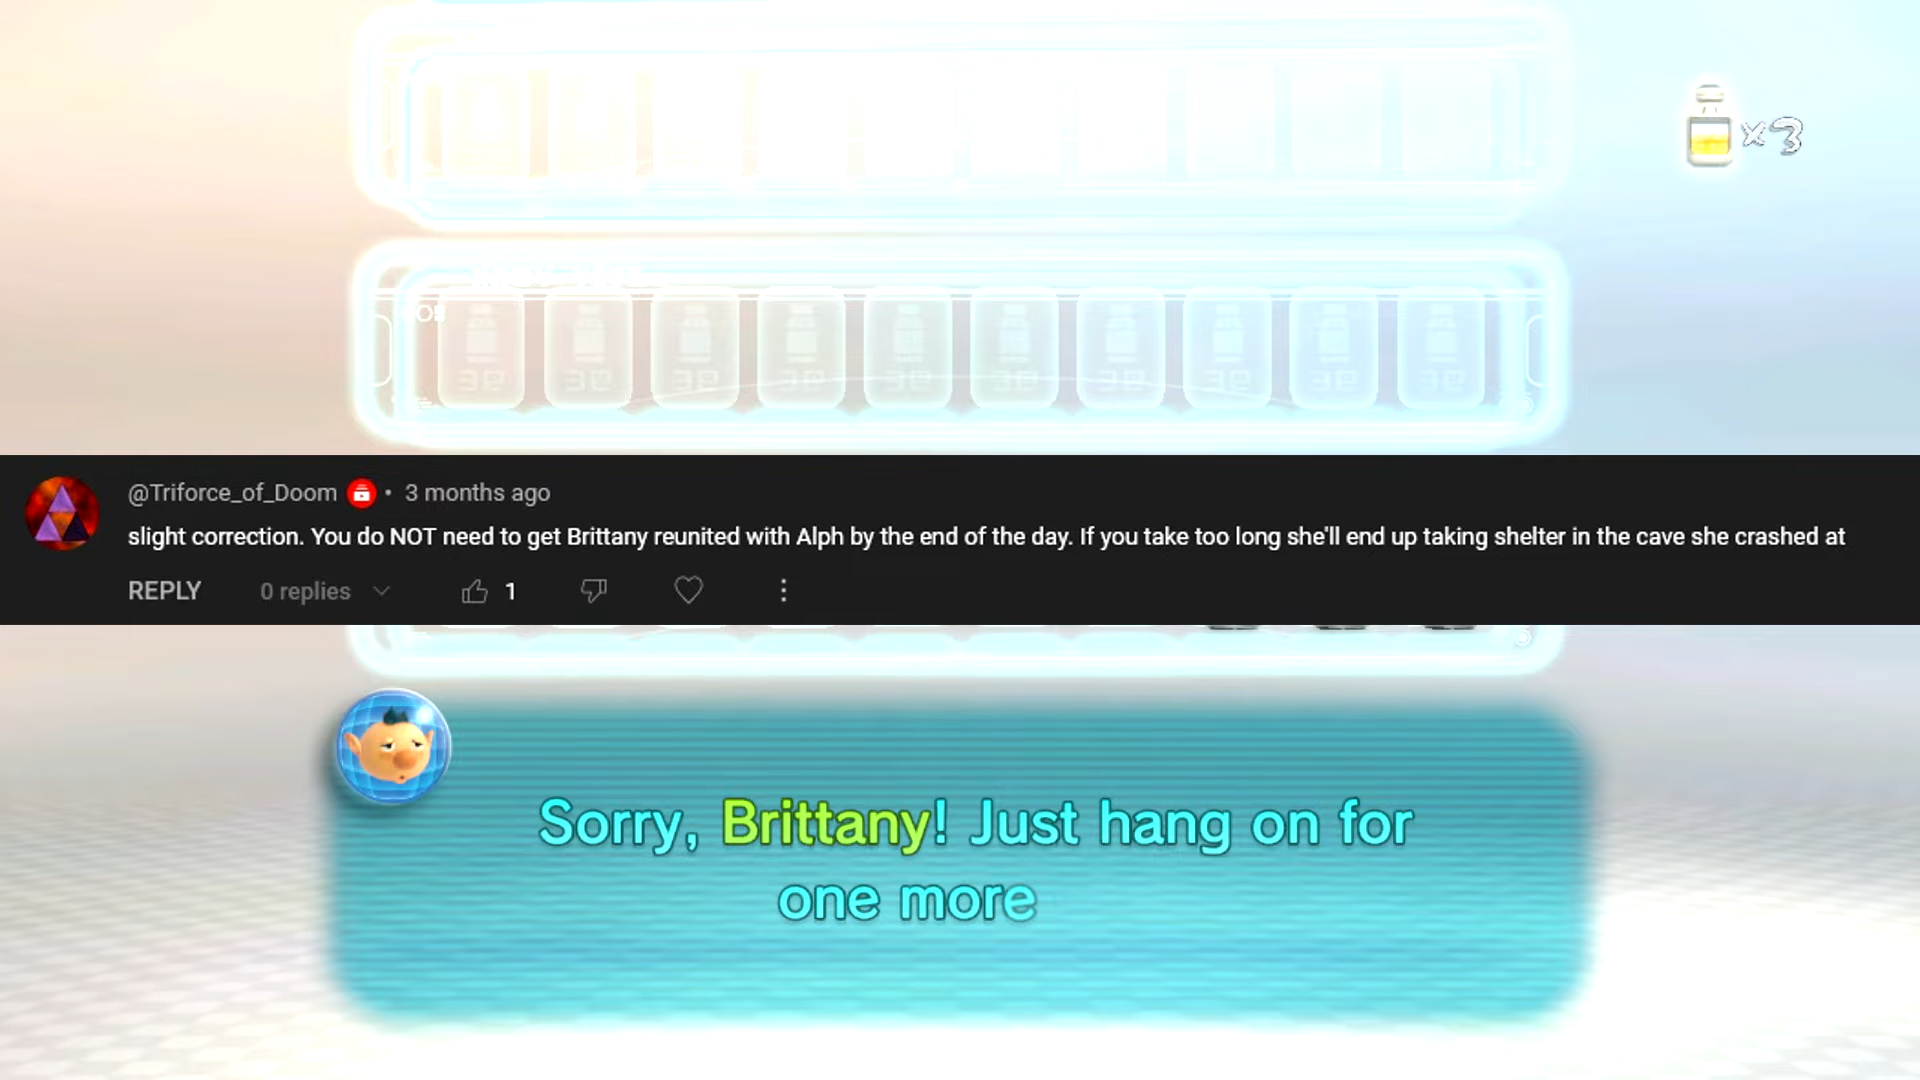 x3
@Triforce_of_Doom • 3 months ago
slight correction. You do NOT need to get Brittany reunited with Alph by the end of the day. If you take too long she'll end up taking shelter in the cave she crashed at
REPLY 0 replies 1
Sorry, Brittany! Just hang on for
one more